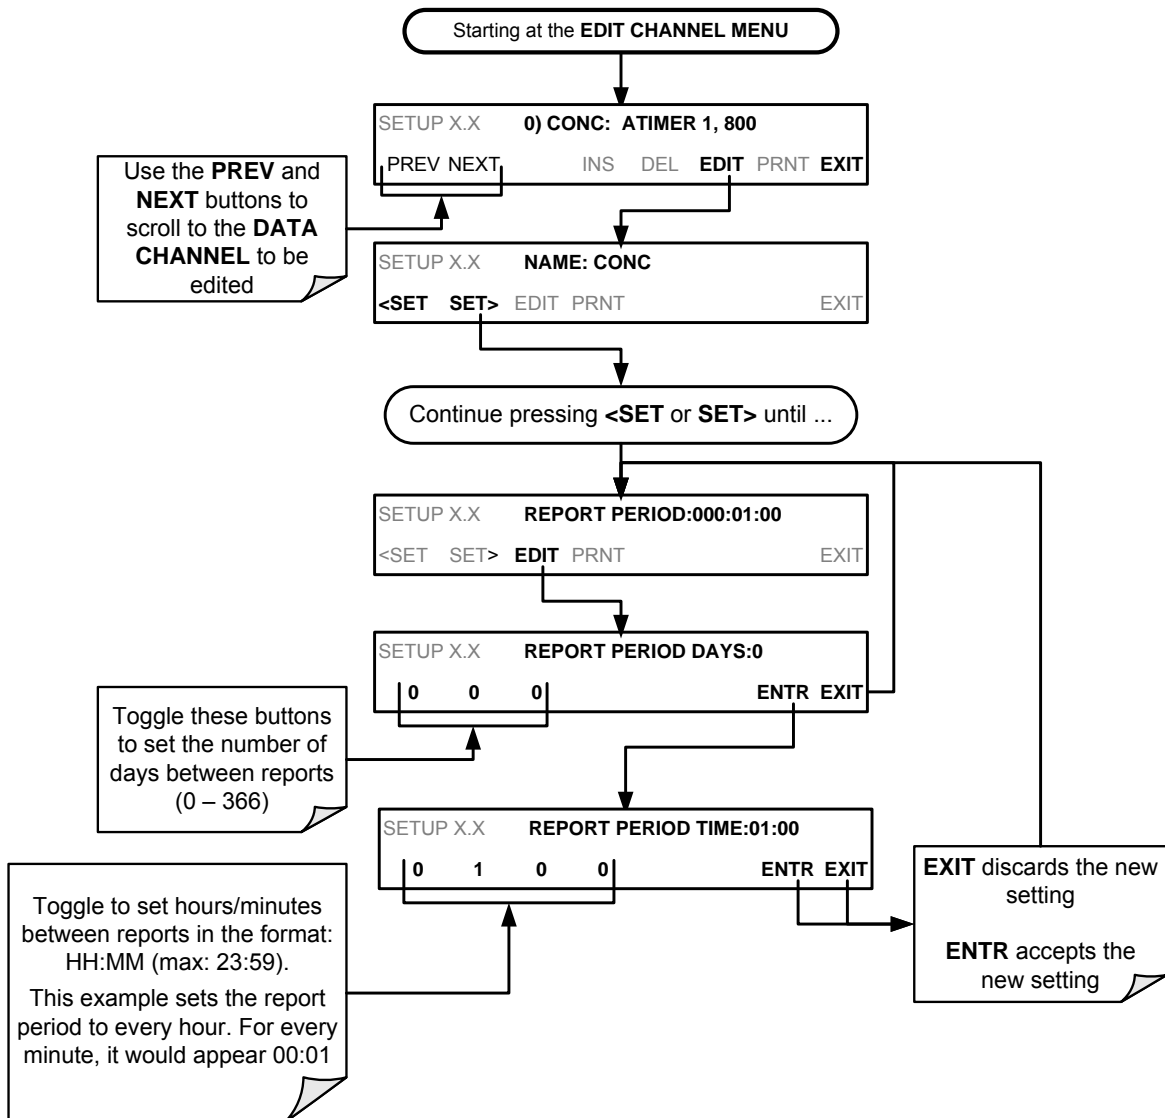 Starting at the EDIT CHANNEL MENU
SETUP X.X 0) CONC: ATIMER 1, 800
PREV NEXT INS DEL EDIT PRNT EXIT
Use the PREV and
NEXT buttons to
scroll to the DATA
CHANNEL to be
edited
SETUP X.X NAME: CONC
<SET SET> EDIT PRNT EXIT
Continue pressing <SET or SET> until ...
SETUP X.X REPORT PERIOD:000:01:00
<SET SET> EDIT PRNT EXIT
SETUP X.X REPORT PERIOD DAYS:0
0 0 0 ENTR EXIT
Toggle these buttons
to set the number of
days between reports
(0 – 366)
SETUP X.X REPORT PERIOD TIME:01:00
0 1 0 0 ENTR EXIT
Toggle to set hours/minutes
between reports in the format:
HH:MM (max: 23:59).
This example sets the report
period to every hour. For every
minute, it would appear 00:01
EXIT discards the new
setting
ENTR accepts the
new setting